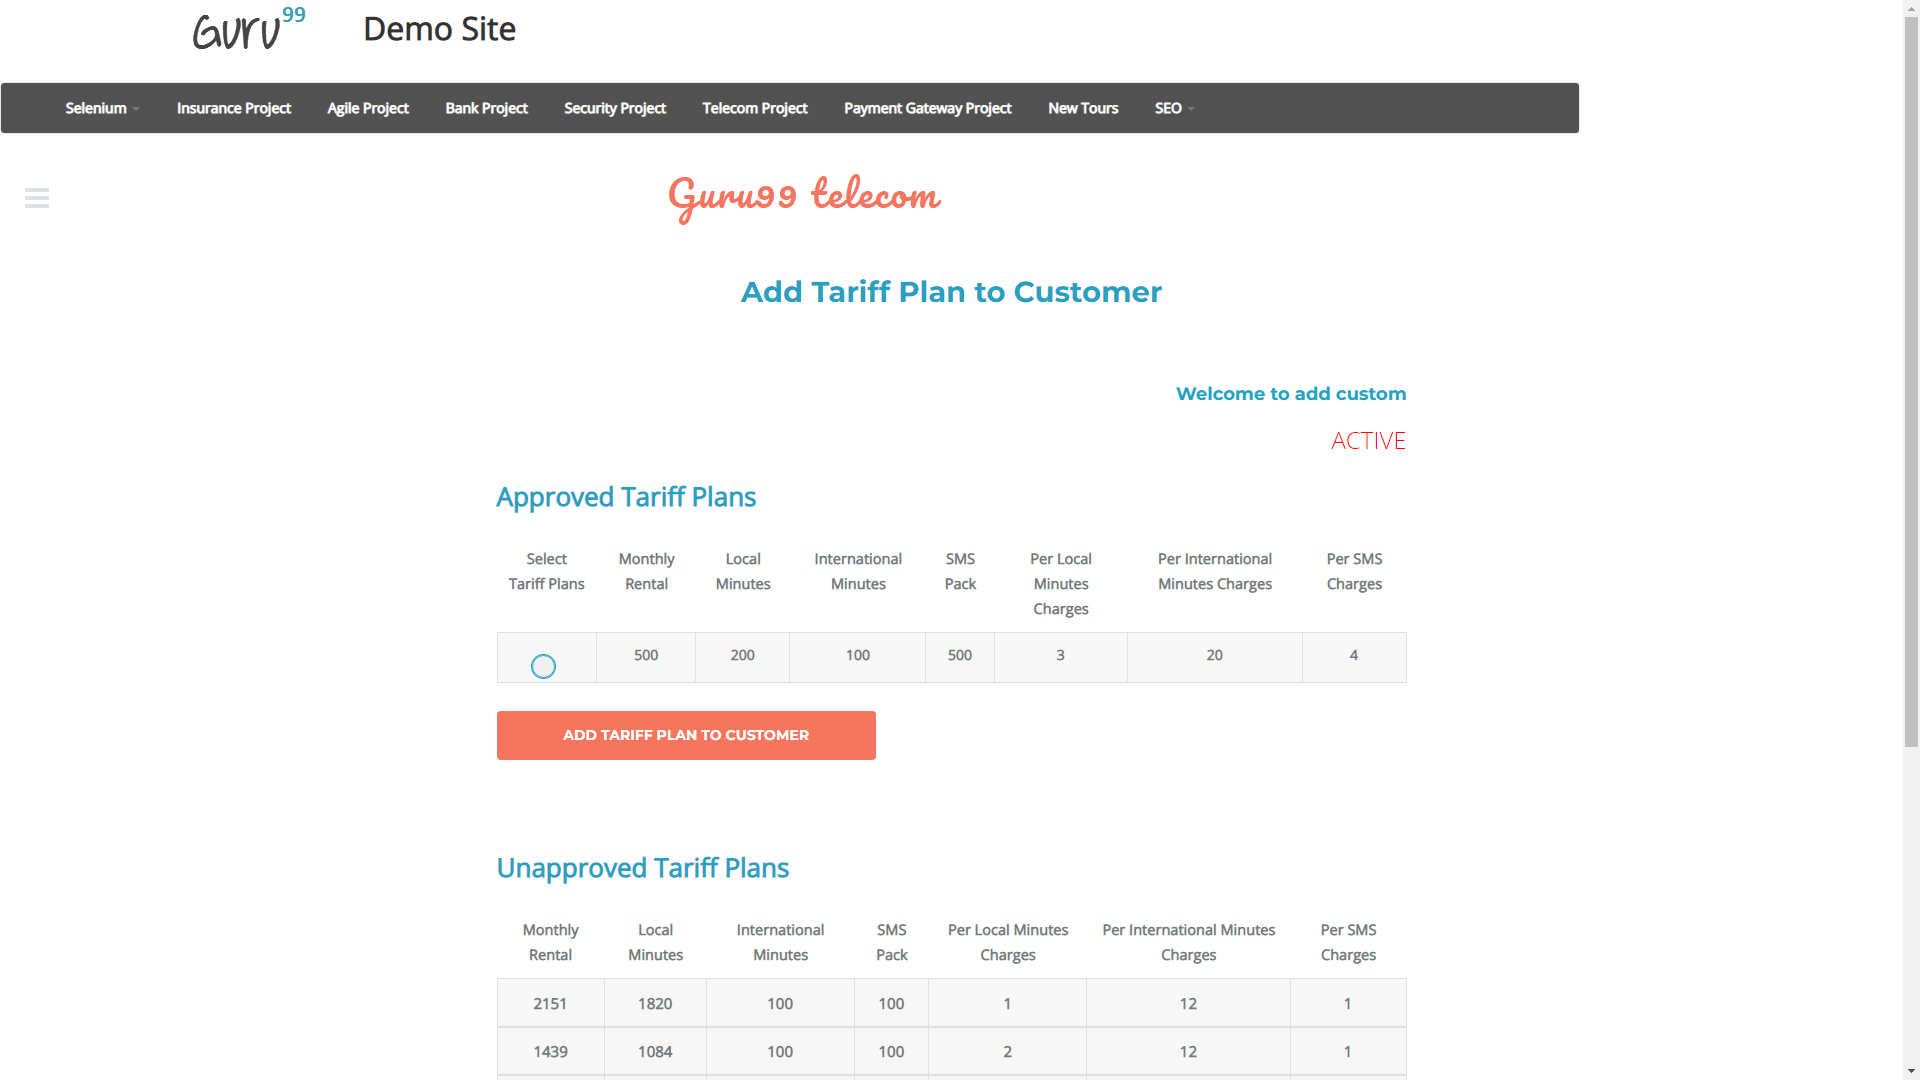 Guru99
Demo Site
Selenium Insurance Project Agile Project Bank Project Security Project Telecom Project Payment Gateway Project New Tours SEO
Guru99 telecom
Add Tariff Plan to Customer
Welcome to add custom
ACTIVE
Approved Tariff Plans
Select Monthly Local International SMS Per Local Per International Per SMS
Tariff Plans Rental Minutes Minutes Pack Minutes Minutes Charges Charges
Charges
500 200 100 500 3 20 4
ADD TARIFF PLAN TO CUSTOMER
Unapproved Tariff Plans
Monthly Local International SMS Per Local Minutes Per International Minutes Per SMS
Rental Minutes Minutes Pack Charges Charges Charges
2151 1820 100 100 1 12 1
1439 1084 100 100 2 12 1